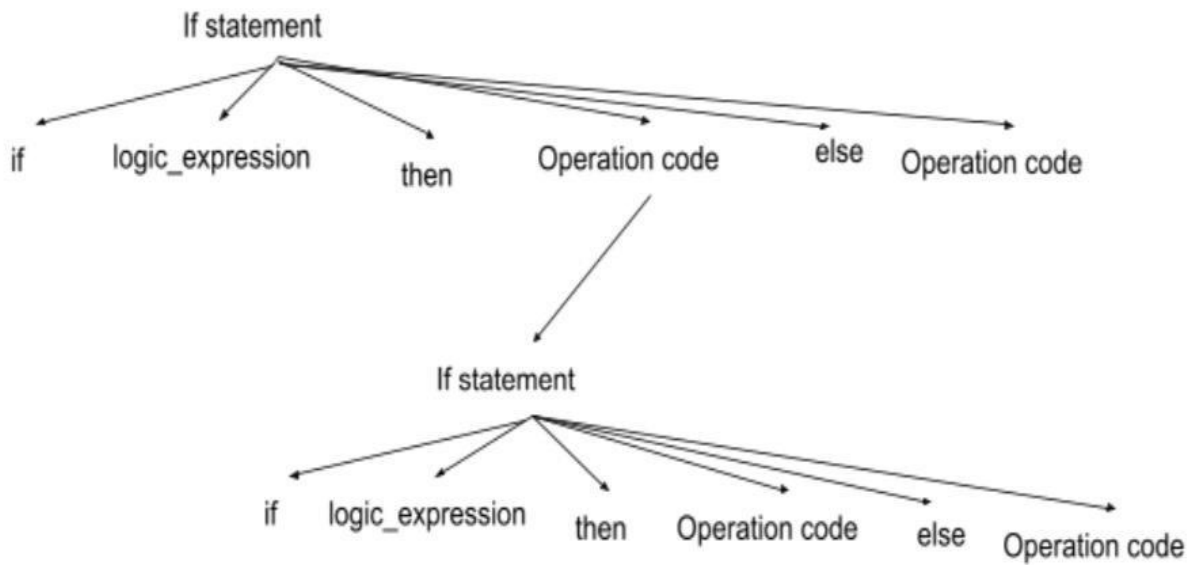 If statement
if logic_expression then Operation code else Operation code
If statement
if logic_expression then Operation code else Operation code